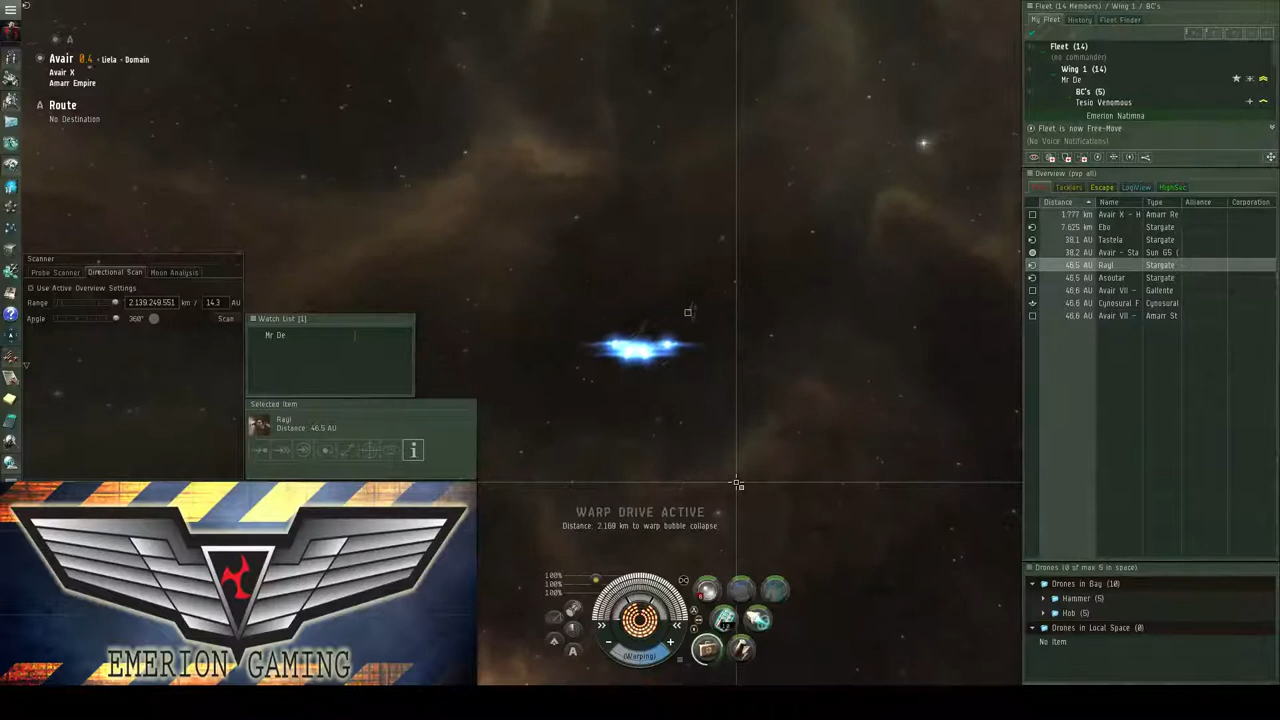 Avair 0.4 < Liela < Domain
Avair X
Amarr Empire
Route
No Destination
Scanner
Probe Scanner
Directional Scan
Moon Analysis
Use Active Overview Settings
Range 2.139.249.551 km / 14.3 AU
Angle 360° Scan
Watch List [1]
Mr De
Selected Item
Rayl
Distance: 46.5 AU
EMERION GAMING
WARP DRIVE ACTIVE
Distance: 2.169 km to warp bubble collapse
100%
100%
100%
(Warping)
Fleet (14 Members) / Wing 1 / BC's
My Fleet History Fleet Finder
Fleet (14)
(no commander)
Wing 1 (14)
Mr De
BC's (5)
Tesio Venomous
Emerion Natimna
Fleet is now Free-Move
(No Voice Notifications)
Overview (pvp all)
Tacklers Escape LogiView HighSec
Distance Name Type Alliance Corporation
1.777 km Avair X - H Amarr Re
7.625 km Ebo Stargate
38.1 AU Tastela Stargate
38.2 AU Avair - Sta Sun G5 (
46.5 AU Rayl Stargate
46.5 AU Asoutar Stargate
46.6 AU Avair VII - Gallente
46.6 AU Cynosural F Cynosural
46.6 AU Avair VII - Amarr St
Drones (0 of max 5 in space)
Drones in Bay (10)
Hammer (5)
Hob (5)
Drones in Local Space (0)
No Item